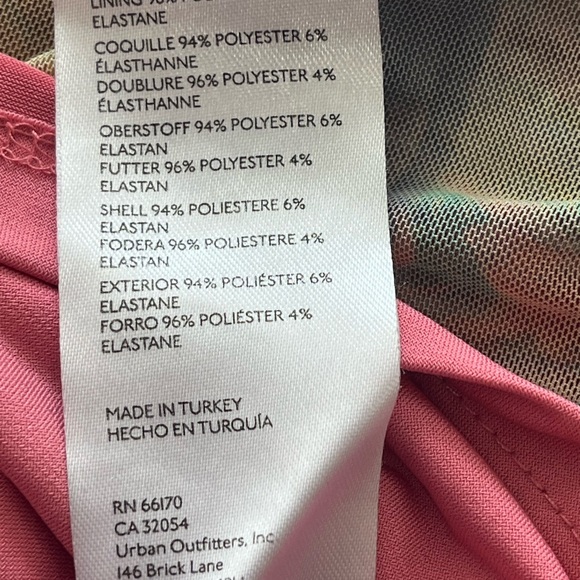 ELASTANE
COQUILLE 94% POLYESTER 6%
ÉLASTHANNE
DOUBLURE 96% POLYESTER 4%
ÉLASTHANNE
OBERSTOFF 94% POLYESTER 6%
ELASTAN
FUTTER 96% POLYESTER 4%
ELASTAN
SHELL 94% POLIESTERE 6%
ELASTAN
FODERA 96% POLIESTERE 4%
ELASTAN
EXTERIOR 94% POLIÉSTER 6%
ELASTANE
FORRO 96% POLIÉSTER 4%
ELASTANE
MADE IN TURKEY
HECHO EN TURQUÍA
RN 66170
CA 32054
Urban Outfitters, Inc
146 Brick Lane